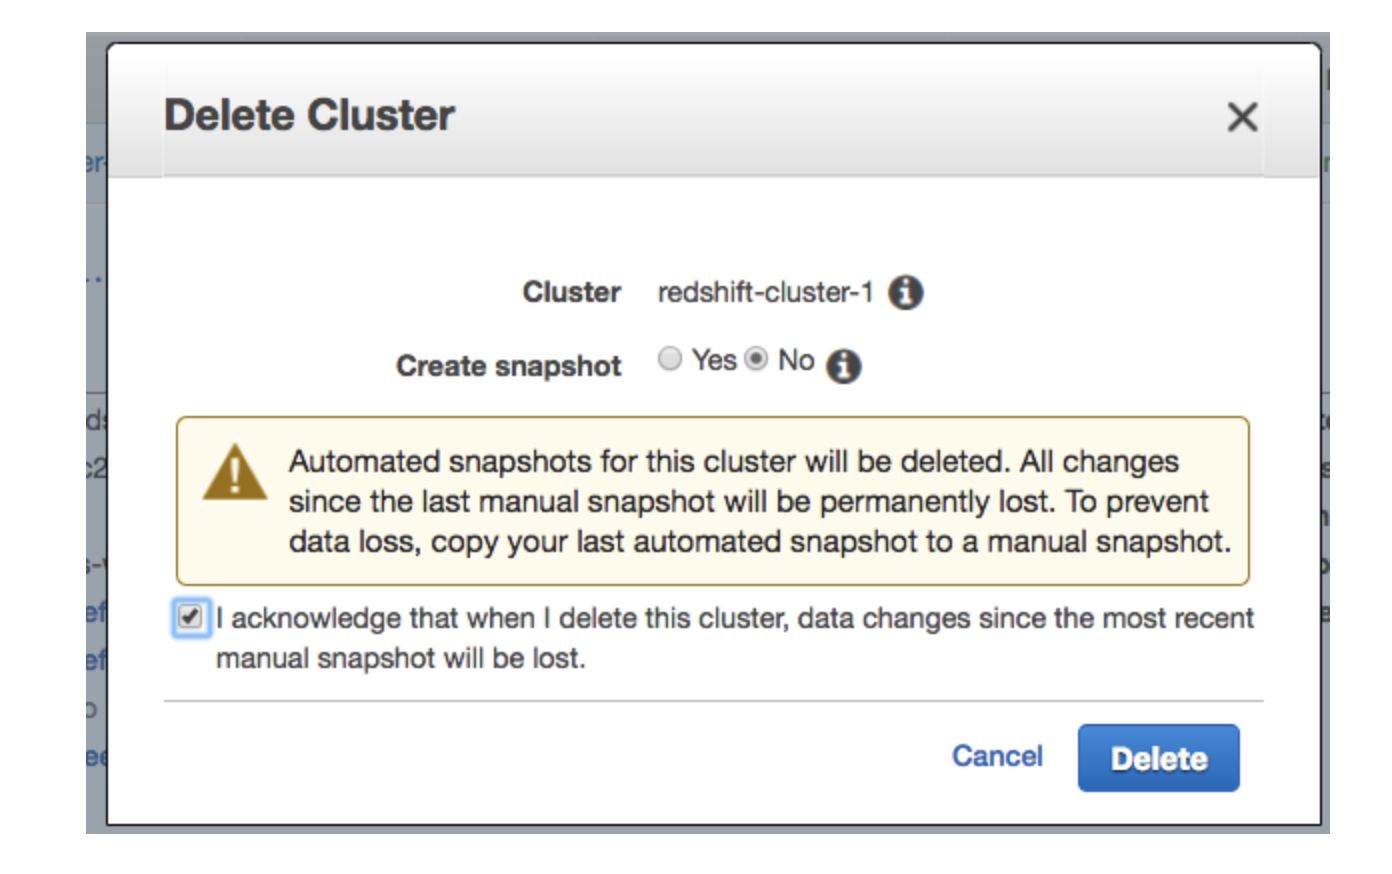 Delete Cluster
Cluster redshift-cluster-1
Create snapshot Yes No
Automated snapshots for this cluster will be deleted. All changes
since the last manual snapshot will be permanently lost. To prevent
data loss, copy your last automated snapshot to a manual snapshot.
I acknowledge that when I delete this cluster, data changes since the most recent
manual snapshot will be lost.
Cancel Delete